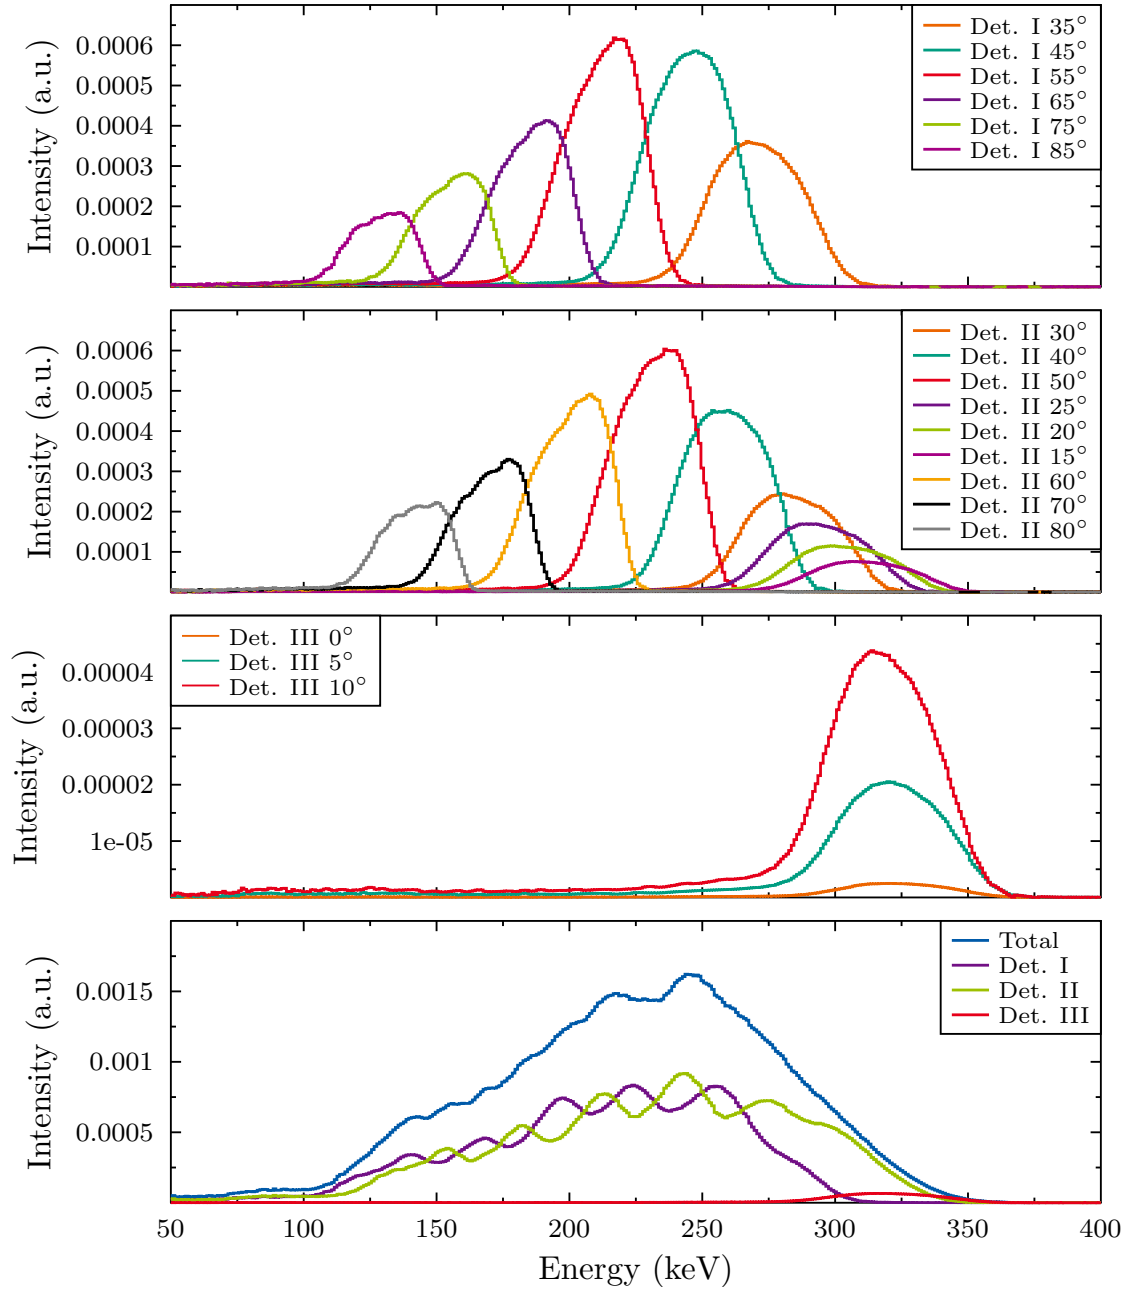 Intensity (a.u.)
0.0006
0.0005
0.0004
0.0003
0.0002
0.0001
Det. I 35°
Det. I 45°
Det. I 55°
Det. I 65°
Det. I 75°
Det. I 85°
Intensity (a.u.)
0.0006
0.0005
0.0004
0.0003
0.0002
0.0001
Det. II 30°
Det. II 40°
Det. II 50°
Det. II 25°
Det. II 20°
Det. II 15°
Det. II 60°
Det. II 70°
Det. II 80°
Intensity (a.u.)
0.00004
0.00003
0.00002
1e-05
Det. III 0°
Det. III 5°
Det. III 10°
Intensity (a.u.)
0.0015
0.001
0.0005
Total
Det. I
Det. II
Det. III
50 100 150 200 250 300 350 400
Energy (keV)